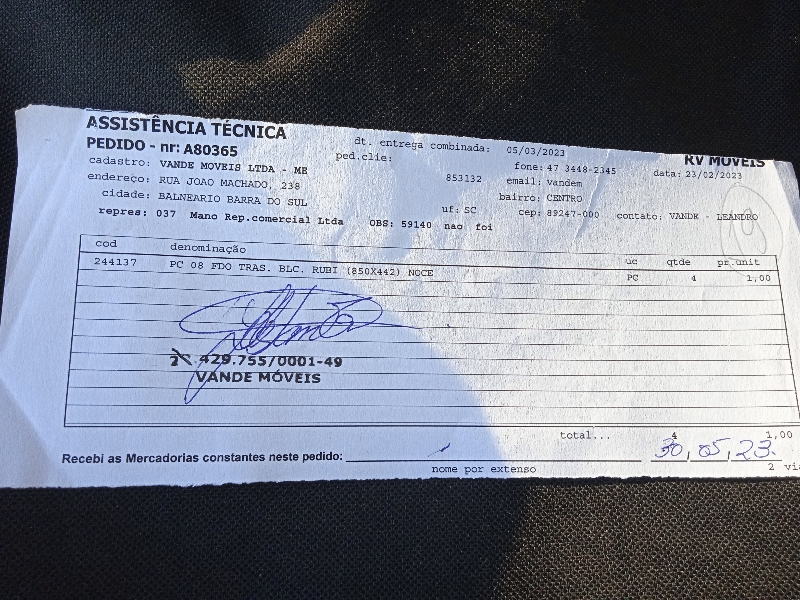 ASSISTÊNCIA TÉCNICA dt. entrega combinada: 05/03/2023 RV MÓVEIS
PEDIDO - nr: A80365 ped.clie: fone: 47 3448-2345 data: 23/02/2023
cadastro: VANDE MOVEIS LTDA - ME 853132 email: vandem
endereço: RUA JOAO MACHADO, 238 bairro: CENTRO
cidade: BALNEARIO BARRA DO SUL uf: SC cep: 89247-000 contato: VANDE - LEANDRO
repres: 037 Mano Rep.comercial Ltda OBS: 59140 nao foi
cod denominação uc qtde pr.unit
244137 PC 08 FDO TRAS. BLC. RUBI (850X442) NOCE PC 4 1,00
429.755/0001-49
VANDE MÓVEIS
total... 4 1,00
Recebi as Mercadorias constantes neste pedido: 30,05,23
nome por extenso 2 via